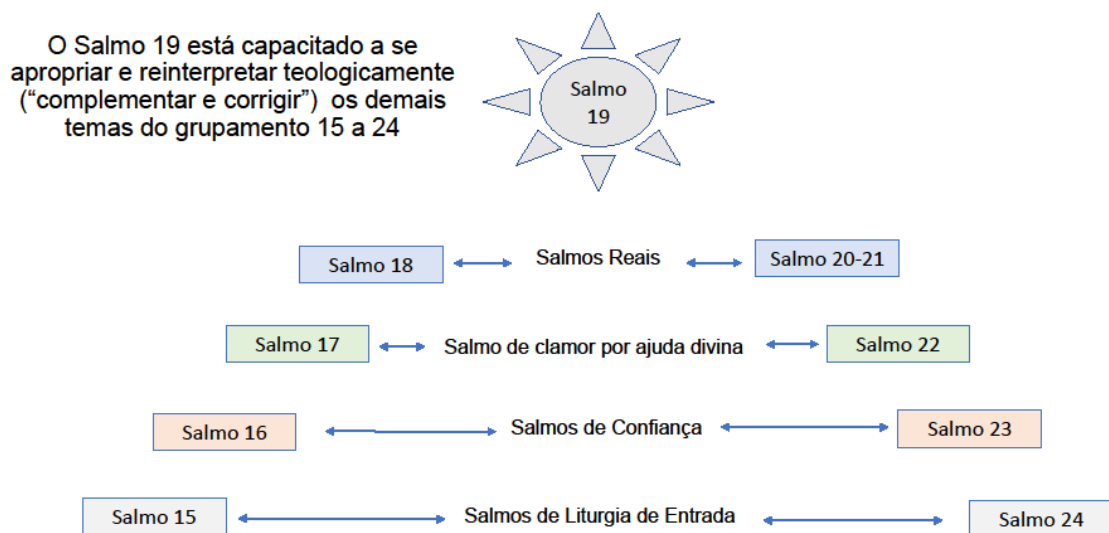 O Salmo 19 está capacitado a se
apropriar e reinterpretar teologicamente
(“complementar e corrigir”) os demais
temas do grupamento 15 a 24
Salmo
19
Salmo 18
Salmos Reais
Salmo 20-21
Salmo 17
Salmo de clamor por ajuda divina
Salmo 22
Salmo 16
Salmos de Confiança
Salmo 23
Salmo 15
Salmos de Liturgia de Entrada
Salmo 24